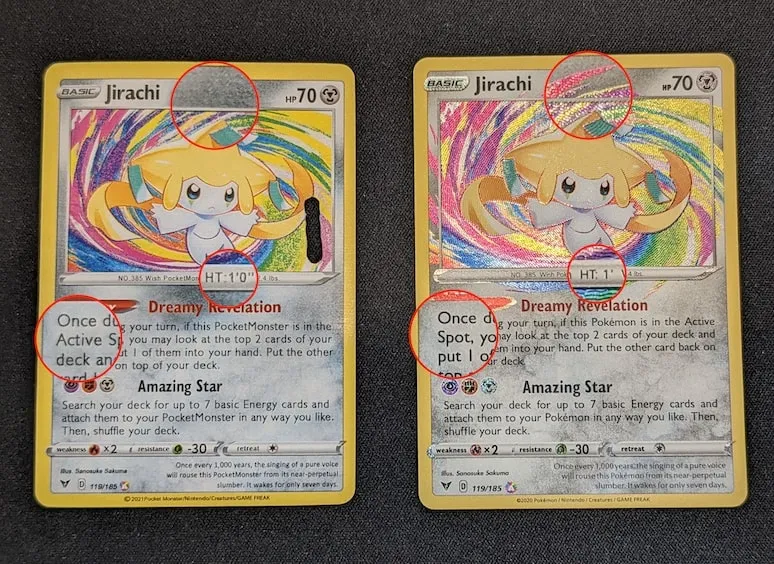 BASIC Jirachi HP 70
HT: 1'0"
NO. 385 Wish PocketMon 4 lbs.
Dreamy Revelation
Once du g your turn, if this PocketMonster is in the
Active Sp , you may look at the top 2 cards of your
deck an ut 1 of them into your hand. Put the other
on top of your deck.
Amazing Star
Search your deck for up to 7 basic Energy cards and
attach them to your PocketMonster in any way you like.
Then, shuffle your deck.
weakness ×2 resistance -30 retreat
Illus. Sanosuke Sakuma
Once every 1,000 years, the singing of a pure voice
will rouse this PocketMonster from its near-perpetual
slumber. It wakes for only seven days.
D 119/185
©2021 Pocket Monster/Nintendo/Creatures/GAME FREAK
BASIC Jirachi HP 70
HT: 1'
NO. 385 Wish Pok 4 lbs.
Dreamy Revelation
Once du g your turn, if this Pokémon is in the Active
Spot, yo may look at the top 2 cards of your deck and
put 1 of em into your hand. Put the other card back on
ur deck.
Amazing Star
Search your deck for up to 7 basic Energy cards and
attach them to your Pokémon in any way you like. Then,
shuffle your deck.
weakness ×2 resistance -30 retreat
Illus. Sanosuke Sakuma
Once every 1,000 years, the singing of a pure voice
will rouse this Pokémon from its near-perpetual
slumber. It wakes for only seven days.
D 119/185
©2020 Pokémon / Nintendo / Creatures / GAME FREAK